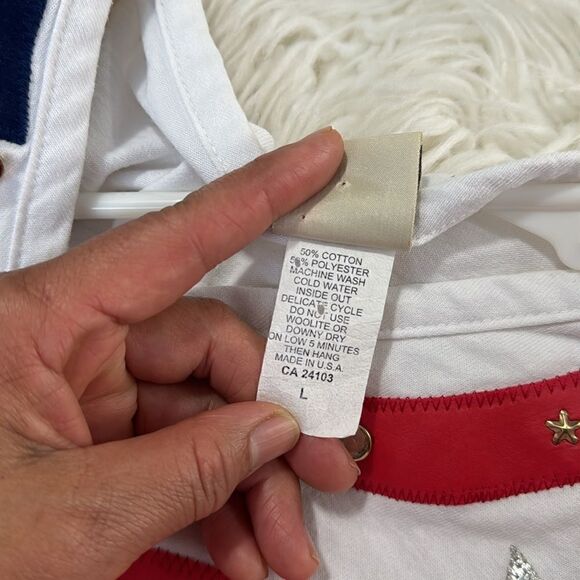 50% COTTON
50% POLYESTER
MACHINE WASH
COLD WATER
INSIDE OUT
DELICATE CYCLE
DO NOT USE
WOOLITE OR
DOWNY DRY
ON LOW 5 MINUTES
THEN HANG
MADE IN U.S.A.
CA 24103
L